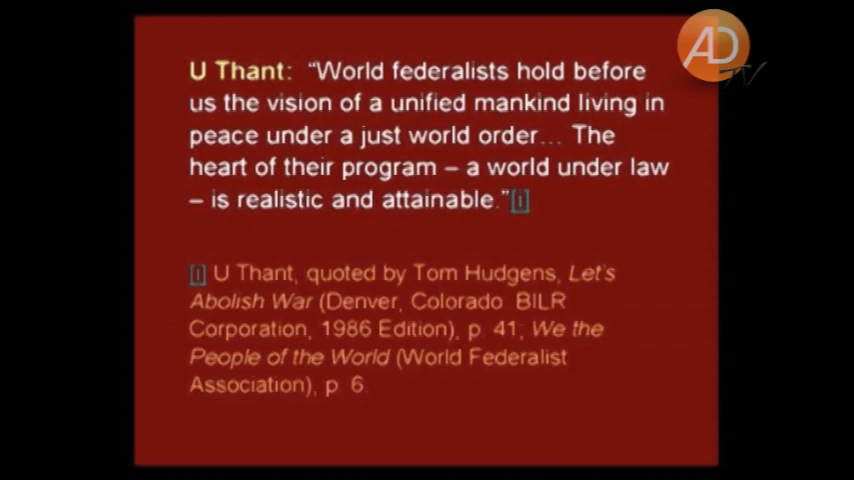 AD
TV
U Thant: “World federalists hold before
us the vision of a unified mankind living in
peace under a just world order… The
heart of their program – a world under law
– is realistic and attainable.”[i]
[i] U Thant, quoted by Tom Hudgens, Let's
Abolish War (Denver, Colorado BILR
Corporation, 1986 Edition), p. 41; We the
People of the World (World Federalist
Association), p. 6.